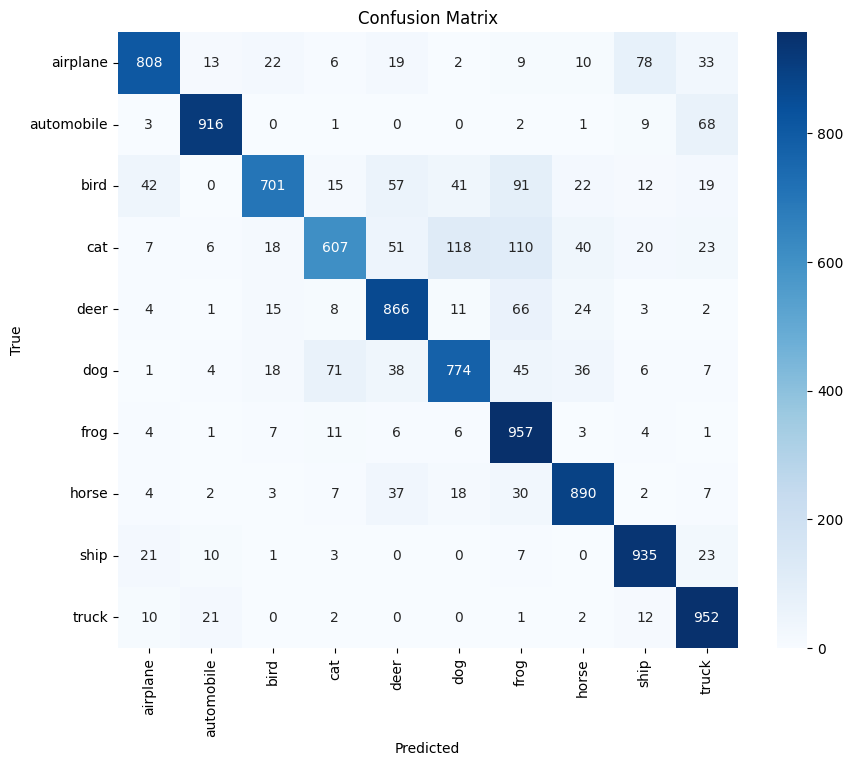 Confusion Matrix
airplane 808 13 22 6 19 2 9 10 78 33
automobile 3 916 0 1 0 0 2 1 9 68
bird 42 0 701 15 57 41 91 22 12 19
cat 7 6 18 607 51 118 110 40 20 23
deer 4 1 15 8 866 11 66 24 3 2
dog 1 4 18 71 38 774 45 36 6 7
frog 4 1 7 11 6 6 957 3 4 1
horse 4 2 3 7 37 18 30 890 2 7
ship 21 10 1 3 0 0 7 0 935 23
truck 10 21 0 2 0 0 1 2 12 952
airplane automobile bird cat deer dog frog horse ship truck
Predicted
True
800
600
400
200
0